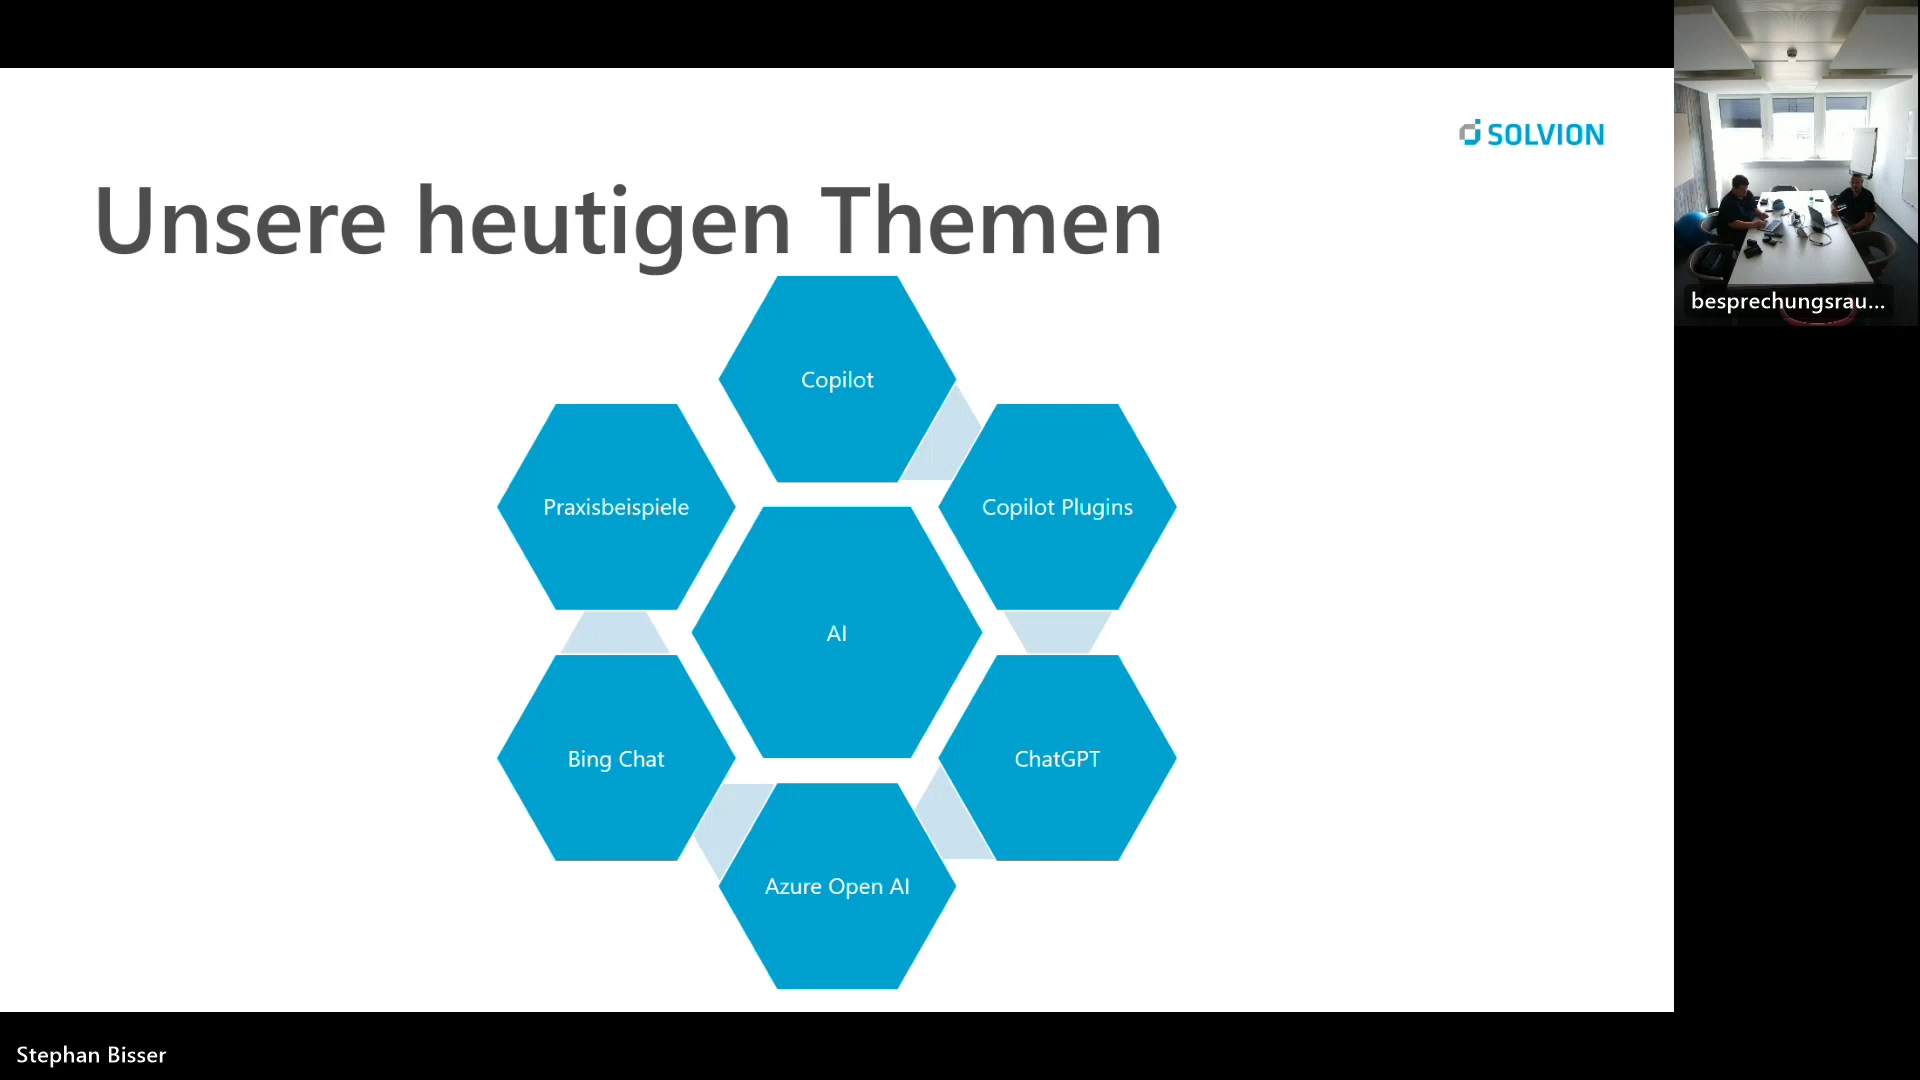 SOLVION
Unsere heutigen Themen
Copilot
Praxisbeispiele
Copilot Plugins
AI
Bing Chat
ChatGPT
Azure Open AI
besprechungsrau...
Stephan Bisser